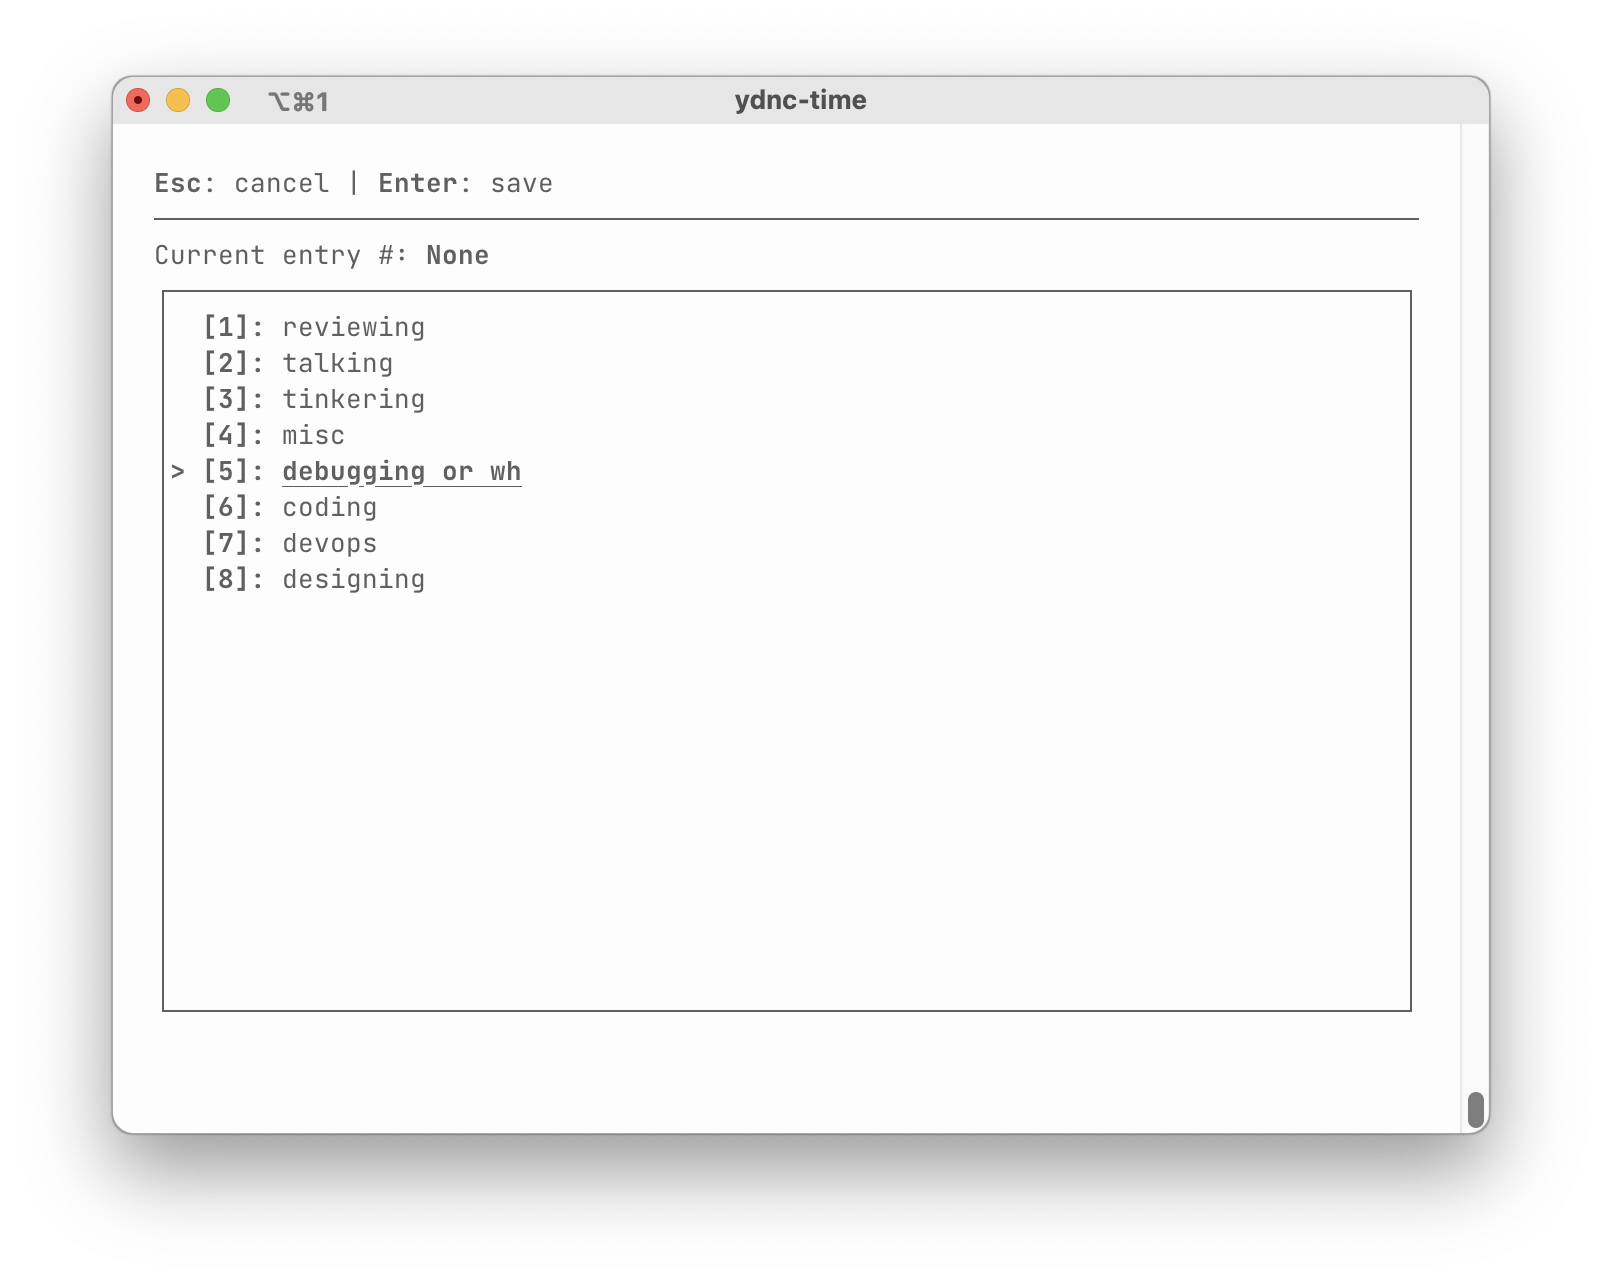 ⌥⌘1 ydnc-time
Esc: cancel | Enter: save
Current entry #: None
[1]: reviewing
[2]: talking
[3]: tinkering
[4]: misc
> [5]: debugging or wh
[6]: coding
[7]: devops
[8]: designing